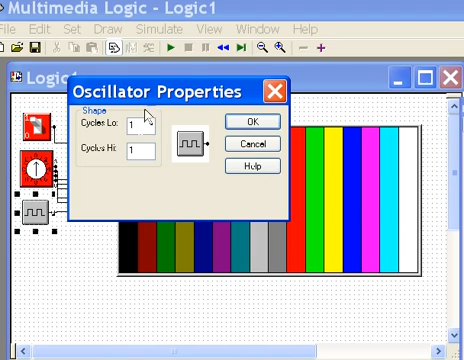 Multimedia Logic - Logic1
File Edit Draw Simulate View Window Help
Logic1
Oscillator Properties
Shape
Cycles Lo: 1
OK
Cycles Hi: 1
Cancel
Help